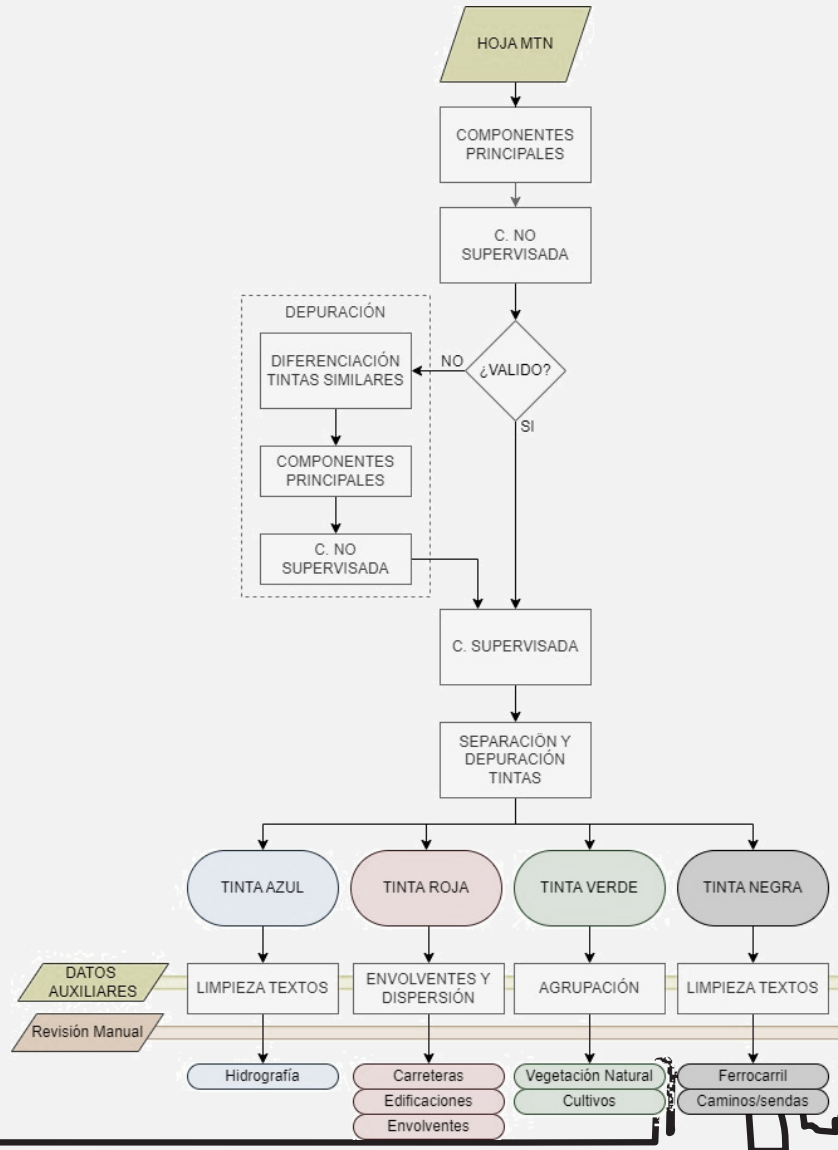 HOJA MTN
COMPONENTES
PRINCIPALES
C. NO
SUPERVISADA
¿VALIDO?
NO
SI
DEPURACIÓN
DIFERENCIACIÓN
TINTAS SIMILARES
COMPONENTES
PRINCIPALES
C. NO
SUPERVISADA
C. SUPERVISADA
SEPARACIÖN Y
DEPURACIÓN
TINTAS
TINTA AZUL
TINTA ROJA
TINTA VERDE
TINTA NEGRA
DATOS
AUXILIARES
LIMPIEZA TEXTOS
ENVOLVENTES Y
DISPERSIÓN
AGRUPACIÓN
LIMPIEZA TEXTOS
Revisión Manual
Hidrografía
Carreteras
Edificaciones
Envolventes
Vegetación Natural
Cultivos
Ferrocarril
Caminos/sendas